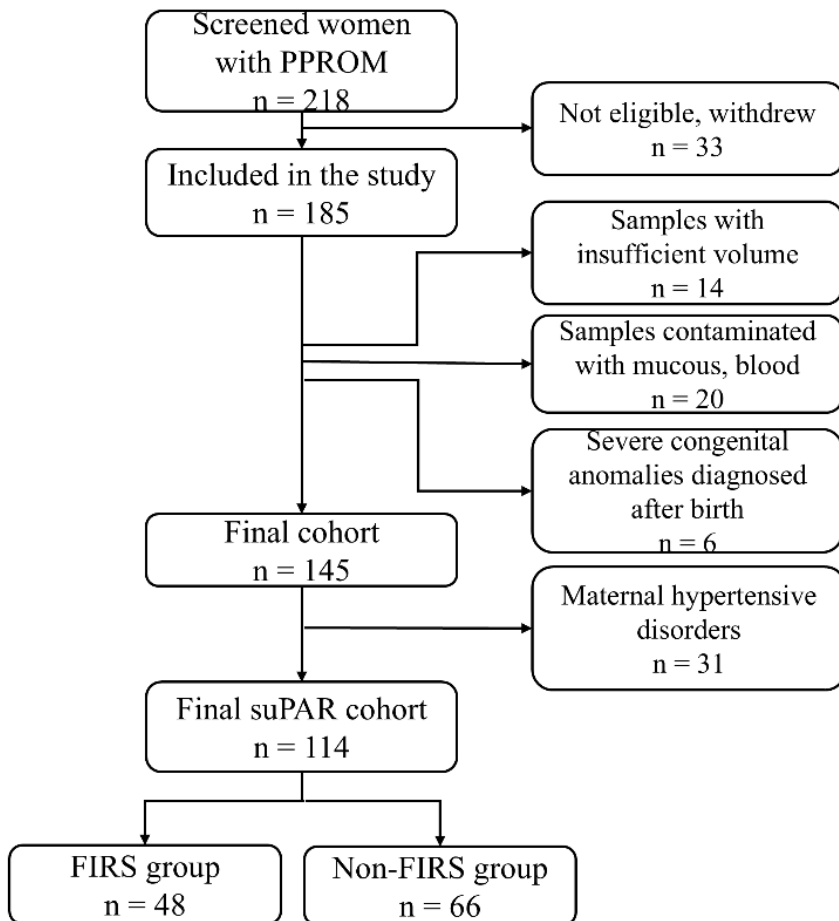 Screened women
with PPROM
n = 218
Not eligible, withdrew
n = 33
Included in the study
n = 185
Samples with
insufficient volume
n = 14
Samples contaminated
with mucous, blood
n = 20
Severe congenital
anomalies diagnosed
after birth
n = 6
Final cohort
n = 145
Maternal hypertensive
disorders
n = 31
Final suPAR cohort
n = 114
FIRS group
n = 48
Non-FIRS group
n = 66